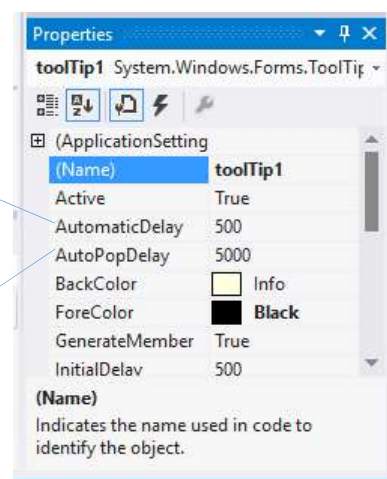 Properties
toolTip1 System.Windows.Forms.ToolTip
(ApplicationSetting
(Name) toolTip1
Active True
AutomaticDelay 500
AutoPopDelay 5000
BackColor Info
ForeColor Black
GenerateMember True
InitialDelay 500
(Name)
Indicates the name used in code to
identify the object.